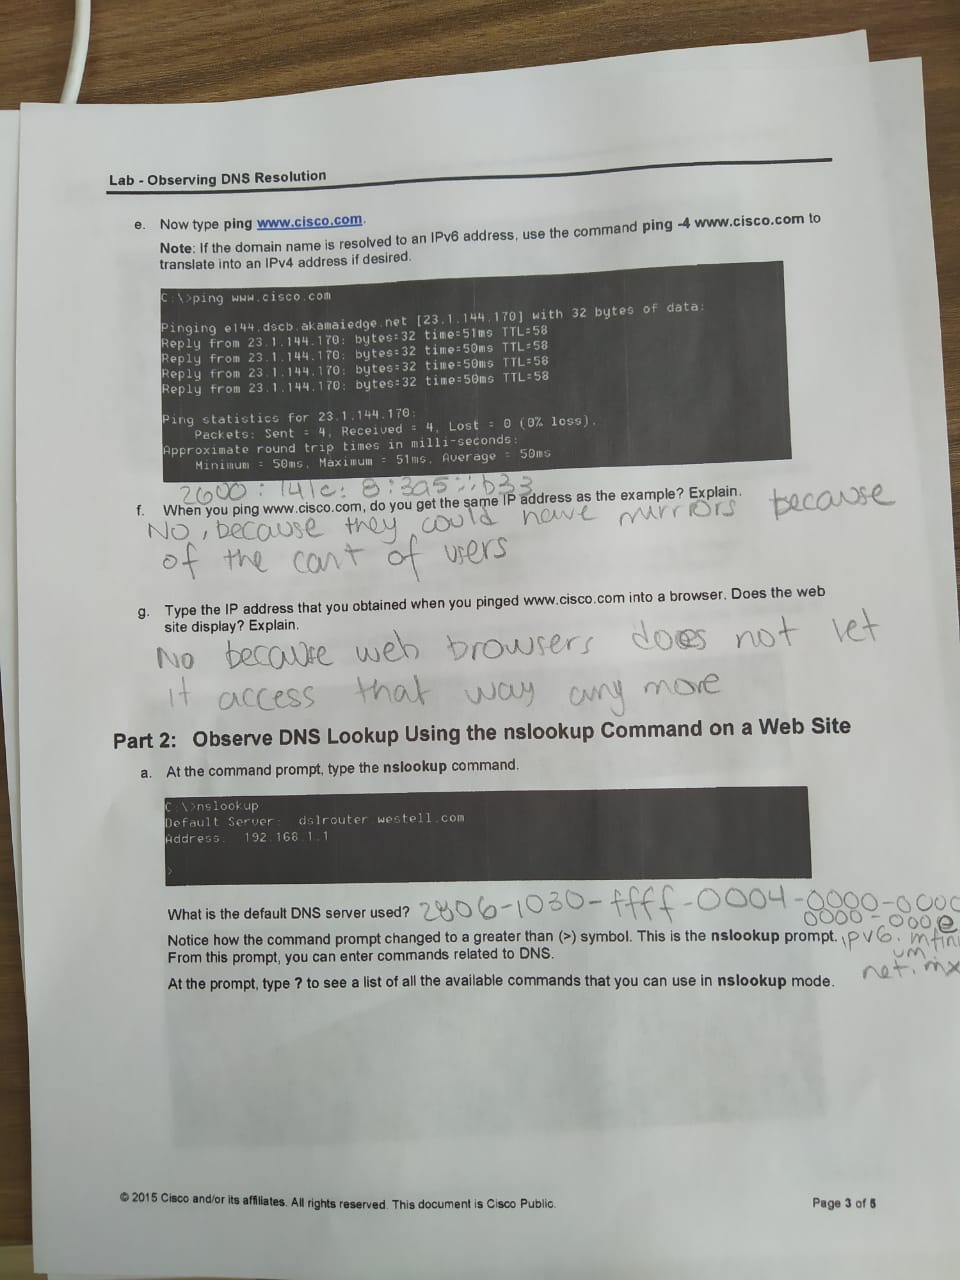 Lab - Observing DNS Resolution
e. Now type ping www.cisco.com.
Note: If the domain name is resolved to an IPv6 address, use the command ping -4 www.cisco.com to
translate into an IPv4 address if desired.
C:\>ping www.cisco.com
Pinging e144.dscb.akamaiedge.net [23.1.144.170] with 32 bytes of data:
Reply from 23.1.144.170: bytes=32 time=51ms TTL=58
Reply from 23.1.144.170: bytes=32 time=50ms TTL=58
Reply from 23.1.144.170: bytes=32 time=50ms TTL=58
Reply from 23.1.144.170: bytes=32 time=50ms TTL=58
Ping statistics for 23.1.144.170:
Packets: Sent = 4, Received = 4, Lost = 0 (0% loss),
Approximate round trip times in milli-seconds:
Minimum = 50ms, Maximum = 51ms, Average = 50ms
2600:141c:8:3a5::b33
f. When you ping www.cisco.com, do you get the same IP address as the example? Explain.
No, because they could have mirrors because
of the cant of users
g. Type the IP address that you obtained when you pinged www.cisco.com into a browser. Does the web
site display? Explain.
No because web browsers does not let
it access that way any more
Part 2: Observe DNS Lookup Using the nslookup Command on a Web Site
a. At the command prompt, type the nslookup command.
C:\>nslookup
Default Server: dslrouter.westell.com
Address: 192.168.1.1
>
What is the default DNS server used? 2806-1030-ffff-0004-0000-0000
0000-000e
Notice how the command prompt changed to a greater than (>) symbol. This is the nslookup prompt. ipv6.mfini
From this prompt, you can enter commands related to DNS. um.
net.mx
At the prompt, type ? to see a list of all the available commands that you can use in nslookup mode.
© 2015 Cisco and/or its affiliates. All rights reserved. This document is Cisco Public.
Page 3 of 5